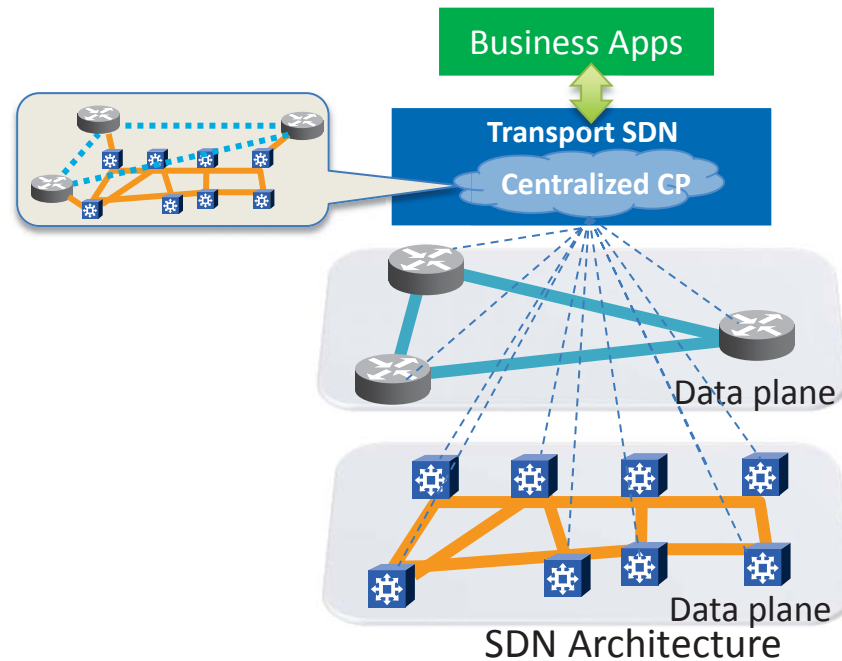 Business Apps
Transport SDN
Centralized CP
Data plane
Data plane
SDN Architecture